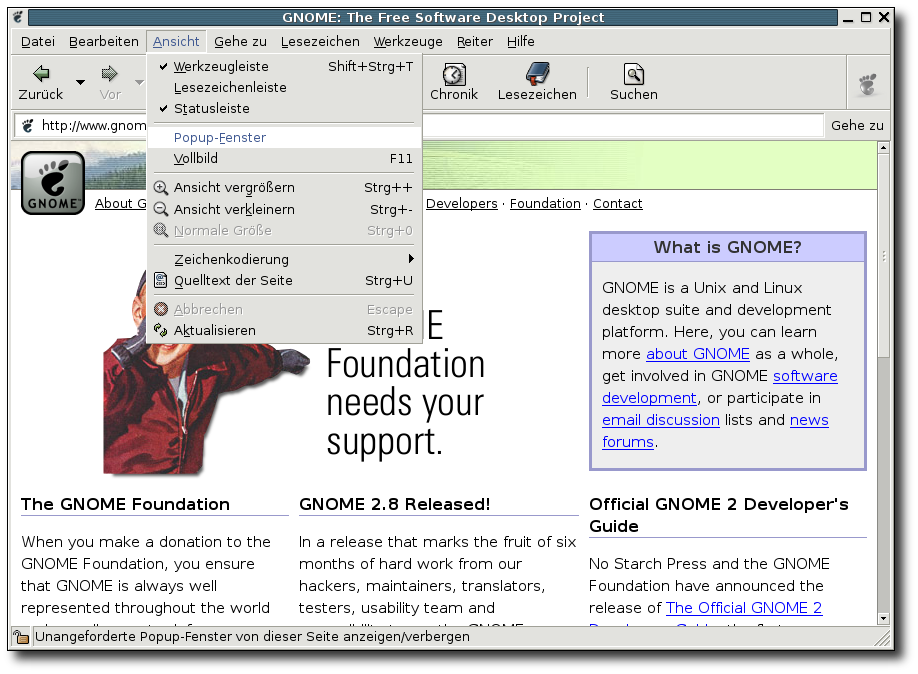 GNOME: The Free Software Desktop Project
Datei Bearbeiten Ansicht Gehe zu Lesezeichen Werkzeuge Reiter Hilfe
Zurück Vor Chronik Lesezeichen Suchen
http://www.gnom Gehe zu
Werkzeugleiste Shift+Strg+T
Lesezeichenleiste
Statusleiste
Popup-Fenster
Vollbild F11
Ansicht vergrößern Strg++
Ansicht verkleinern Strg+-
Normale Größe Strg+0
Zeichenkodierung
Quelltext der Seite Strg+U
Abbrechen Escape
Aktualisieren Strg+R
GNOME™
About G Developers · Foundation · Contact
E
Foundation
needs your
support.
What is GNOME?
GNOME is a Unix and Linux
desktop suite and development
platform. Here, you can learn
more about GNOME as a whole,
get involved in GNOME software
development, or participate in
email discussion lists and news
forums.
The GNOME Foundation
When you make a donation to the
GNOME Foundation, you ensure
that GNOME is always well
represented throughout the world
GNOME 2.8 Released!
In a release that marks the fruit of six
months of hard work from our
hackers, maintainers, translators,
testers, usability team and
Official GNOME 2 Developer's
Guide
No Starch Press and the GNOME
Foundation have announced the
release of The Official GNOME 2
Unangeforderte Popup-Fenster von dieser Seite anzeigen/verbergen